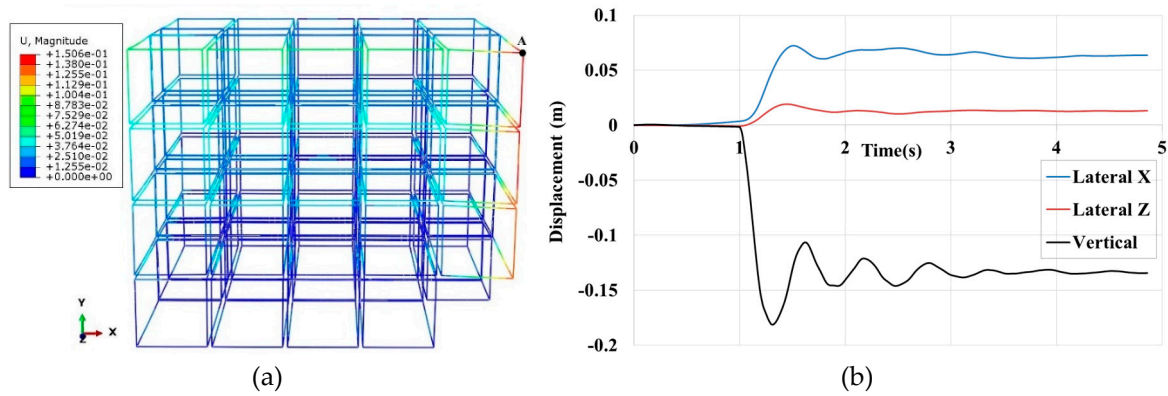 U, Magnitude
+1.506e-01
+1.380e-01
+1.255e-01
+1.129e-01
+1.004e-01
+8.783e-02
+7.529e-02
+6.274e-02
+5.019e-02
+3.764e-02
+2.510e-02
+1.255e-02
+0.000e+00
A
Y
Z
X
(a)
Displacement (m)
0.1
0.05
0
-0.05
-0.1
-0.15
-0.2
0
1
2
3
4
5
Time(s)
Lateral X
Lateral Z
Vertical
(b)